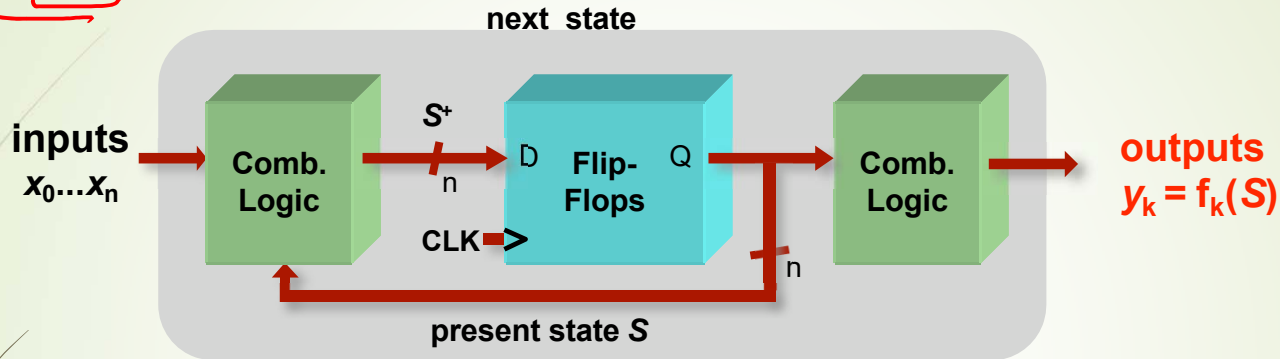 next state
inputs
x₀...xₙ
Comb.
Logic
S⁺
n
D
Flip-
Flops
Q
CLK
n
Comb.
Logic
outputs
yₖ = fₖ(S)
present state S